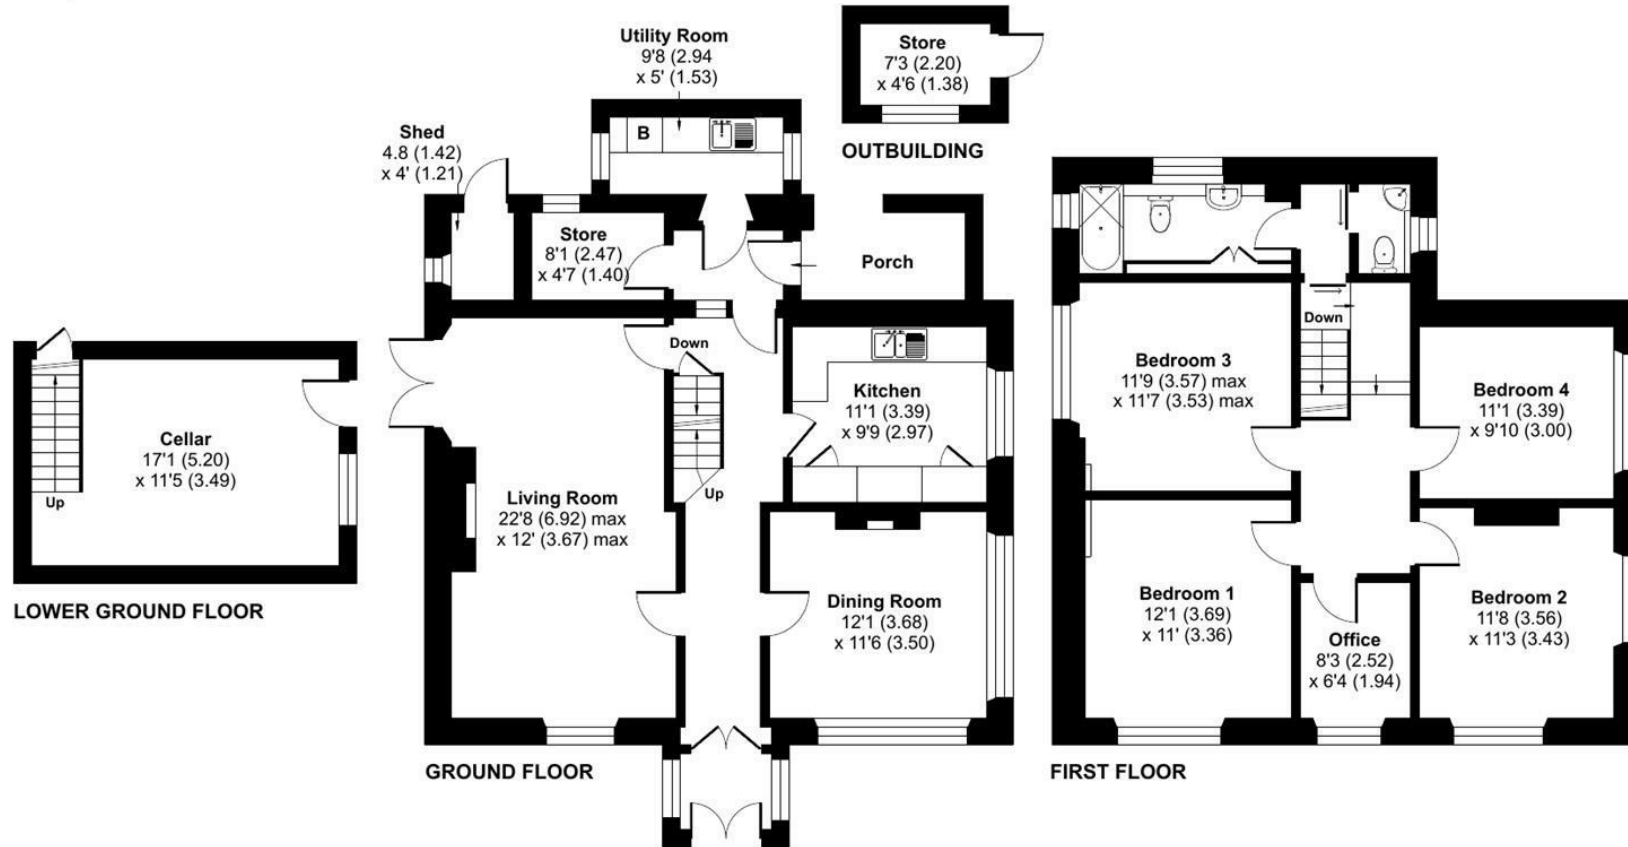 Utility Room
9'8 (2.94
x 5' (1.53)
B
Shed
4.8 (1.42)
x 4' (1.21)
Store
8'1 (2.47)
x 4'7 (1.40)
Porch
Down
Up
Kitchen
11'1 (3.39)
x 9'9 (2.97)
Living Room
22'8 (6.92) max
x 12' (3.67) max
Dining Room
12'1 (3.68)
x 11'6 (3.50)
GROUND FLOOR
Store
7'3 (2.20)
x 4'6 (1.38)
OUTBUILDING
Cellar
17'1 (5.20)
x 11'5 (3.49)
Up
LOWER GROUND FLOOR
Down
Bedroom 3
11'9 (3.57) max
x 11'7 (3.53) max
Bedroom 4
11'1 (3.39)
x 9'10 (3.00)
Bedroom 1
12'1 (3.69)
x 11' (3.36)
Office
8'3 (2.52)
x 6'4 (1.94)
Bedroom 2
11'8 (3.56)
x 11'3 (3.43)
FIRST FLOOR